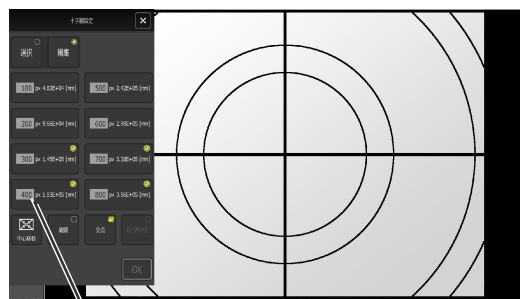 十字線設定
選択 編集
100 px 4.83E+04 [nm] 500 px 2.42E+05 [nm]
200 px 9.66E+04 [nm] 600 px 2.90E+05 [nm]
300 px 1.45E+05 [nm] 700 px 3.38E+05 [nm]
400 px 1.93E+05 [nm] 800 px 3.86E+05 [nm]
中心移動 交点
OK